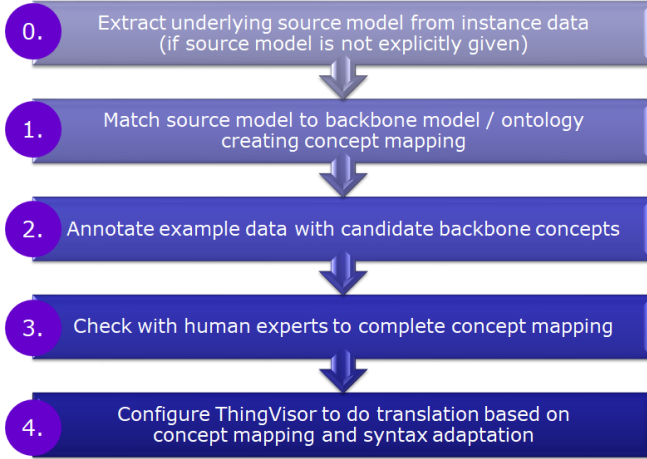 0.
Extract underlying source model from instance data
(if source model is not explicitly given)
1.
Match source model to backbone model / ontology
creating concept mapping
2.
Annotate example data with candidate backbone concepts
3.
Check with human experts to complete concept mapping
4.
Configure ThingVisor to do translation based on
concept mapping and syntax adaptation